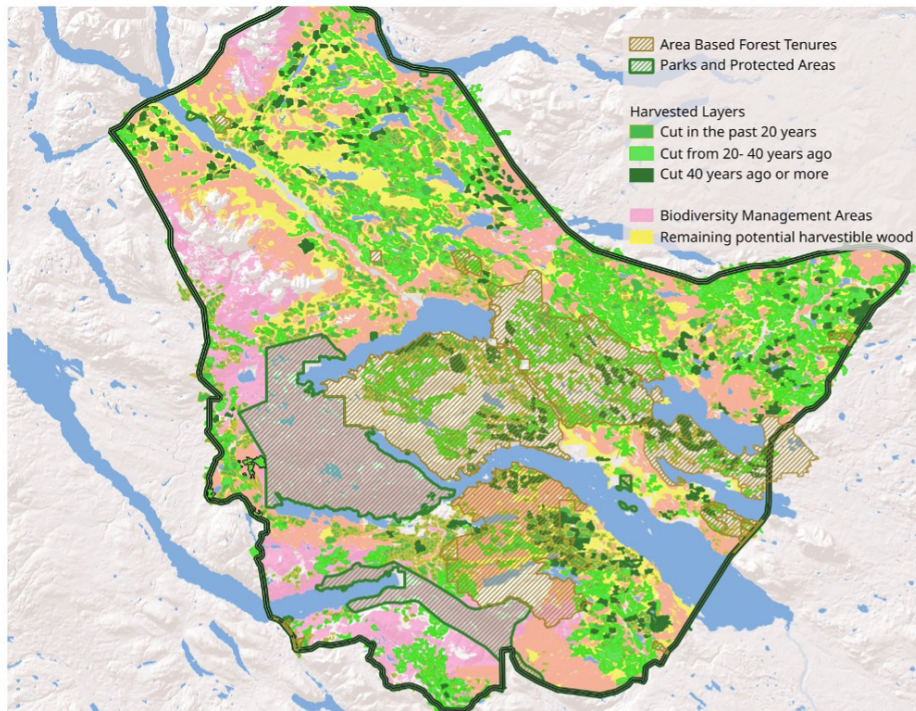 Area Based Forest Tenures
Parks and Protected Areas
Harvested Layers
Cut in the past 20 years
Cut from 20- 40 years ago
Cut 40 years ago or more
Biodiversity Management Areas
Remaining potential harvestible wood